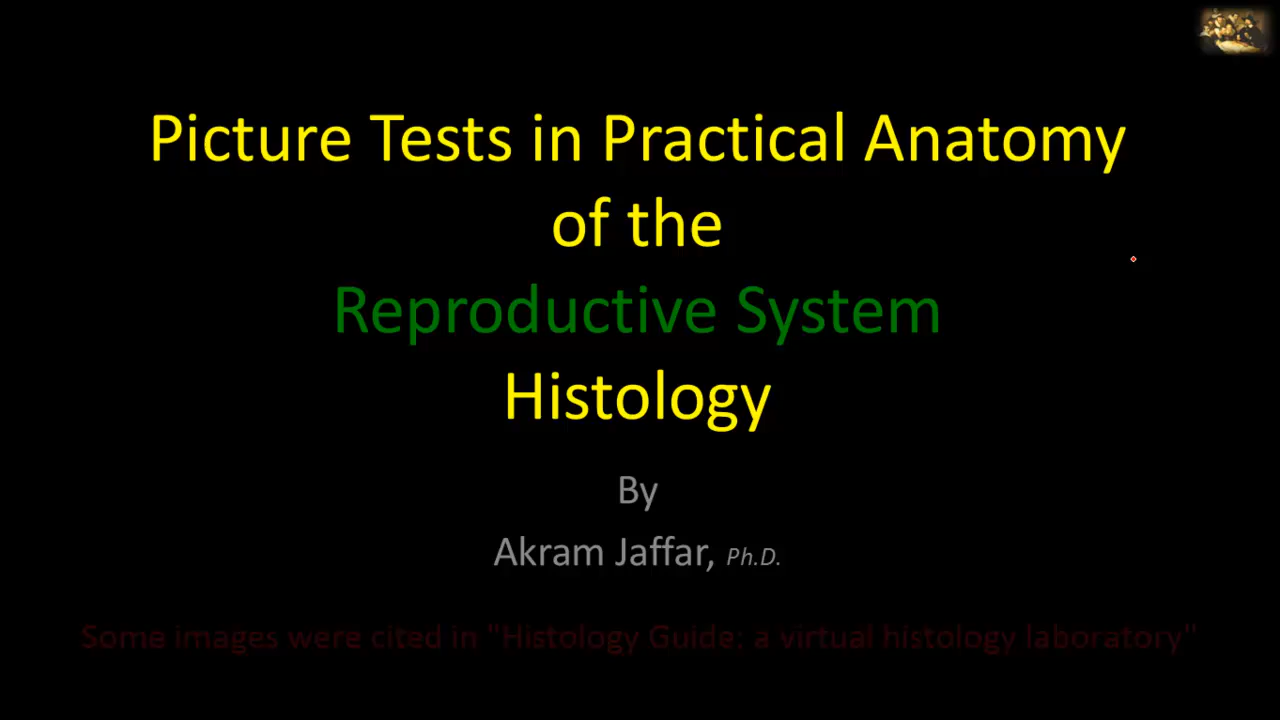 Picture Tests in Practical Anatomy
of the
Reproductive System
Histology
By
Akram Jaffar, Ph.D.
Some images were cited in "Histology Guide: a virtual histology laboratory"